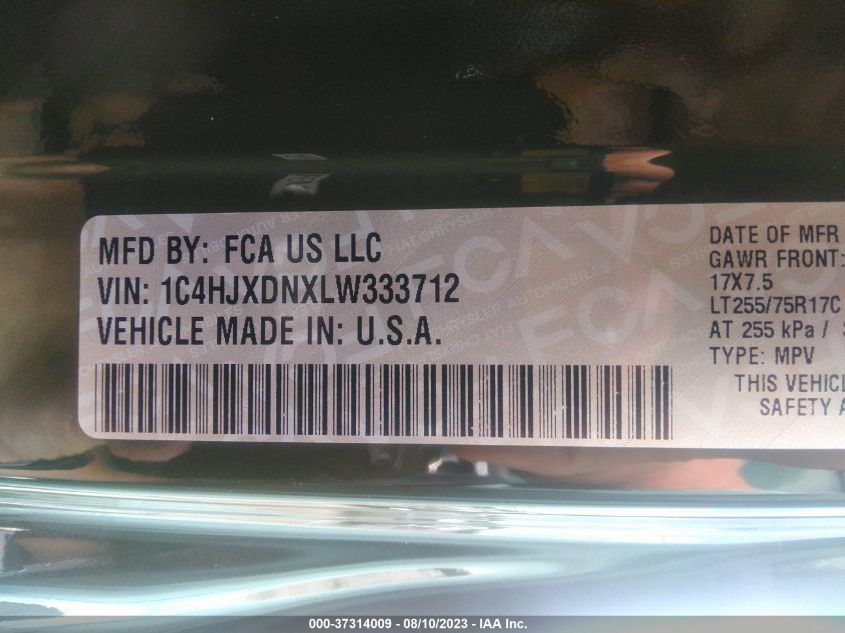 MFD BY: FCA US LLC
VIN: 1C4HJXDNXLW333712
VEHICLE MADE IN: U.S.A.
DATE OF MFR
GAWR FRONT:
17X7.5
LT255/75R17C
AT 255 kPa /
TYPE: MPV
THIS VEHICL
SAFETY A
000-37314009 - 08/10/2023 - IAA Inc.